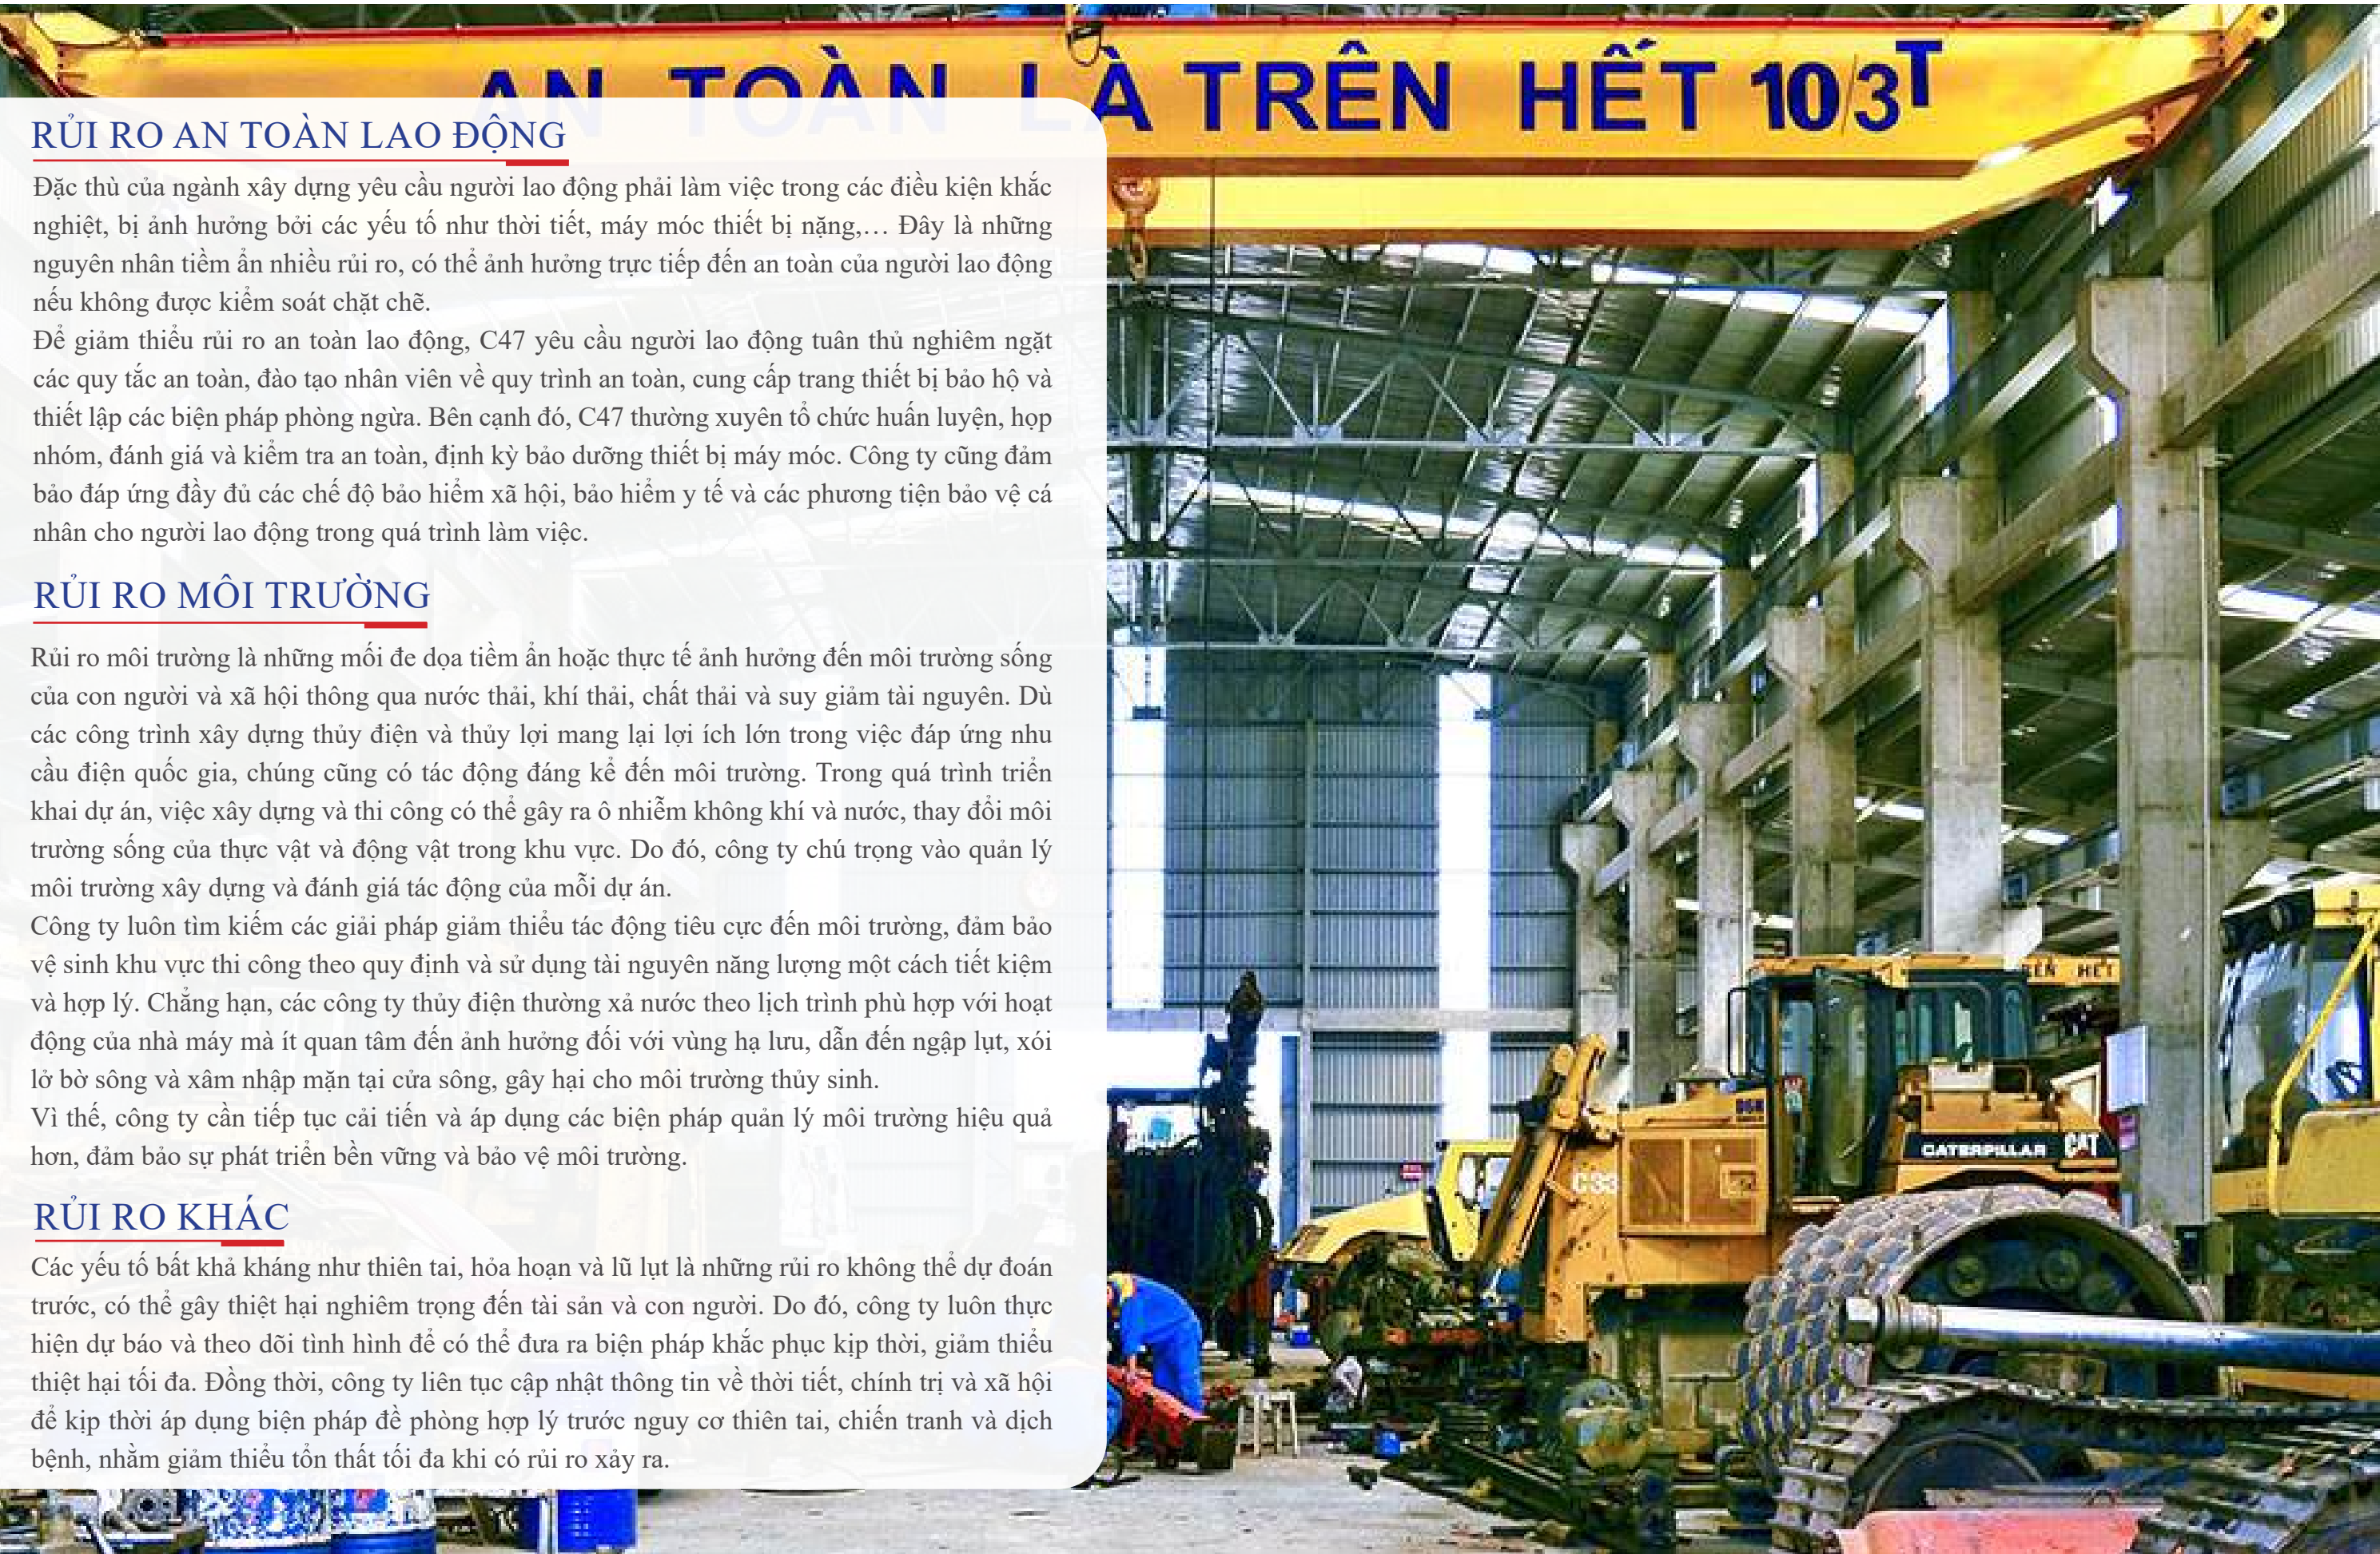 AN TOÀN LÀ TRÊN HẾT 10/3T
RỦI RO AN TOÀN LAO ĐỘNG
Đặc thù của ngành xây dựng yêu cầu người lao động phải làm việc trong các điều kiện khắc
nghiệt, bị ảnh hưởng bởi các yếu tố như thời tiết, máy móc thiết bị nặng,… Đây là những
nguyên nhân tiềm ẩn nhiều rủi ro, có thể ảnh hưởng trực tiếp đến an toàn của người lao động
nếu không được kiểm soát chặt chẽ.
Để giảm thiểu rủi ro an toàn lao động, C47 yêu cầu người lao động tuân thủ nghiêm ngặt
các quy tắc an toàn, đào tạo nhân viên về quy trình an toàn, cung cấp trang thiết bị bảo hộ và
thiết lập các biện pháp phòng ngừa. Bên cạnh đó, C47 thường xuyên tổ chức huấn luyện, họp
nhóm, đánh giá và kiểm tra an toàn, định kỳ bảo dưỡng thiết bị máy móc. Công ty cũng đảm
bảo đáp ứng đầy đủ các chế độ bảo hiểm xã hội, bảo hiểm y tế và các phương tiện bảo vệ cá
nhân cho người lao động trong quá trình làm việc.
RỦI RO MÔI TRƯỜNG
Rủi ro môi trường là những mối đe dọa tiềm ẩn hoặc thực tế ảnh hưởng đến môi trường sống
của con người và xã hội thông qua nước thải, khí thải, chất thải và suy giảm tài nguyên. Dù
các công trình xây dựng thủy điện và thủy lợi mang lại lợi ích lớn trong việc đáp ứng nhu
cầu điện quốc gia, chúng cũng có tác động đáng kể đến môi trường. Trong quá trình triển
khai dự án, việc xây dựng và thi công có thể gây ra ô nhiễm không khí và nước, thay đổi môi
trường sống của thực vật và động vật trong khu vực. Do đó, công ty chú trọng vào quản lý
môi trường xây dựng và đánh giá tác động của mỗi dự án.
Công ty luôn tìm kiếm các giải pháp giảm thiểu tác động tiêu cực đến môi trường, đảm bảo
vệ sinh khu vực thi công theo quy định và sử dụng tài nguyên năng lượng một cách tiết kiệm
và hợp lý. Chẳng hạn, các công ty thủy điện thường xả nước theo lịch trình phù hợp với hoạt
động của nhà máy mà ít quan tâm đến ảnh hưởng đối với vùng hạ lưu, dẫn đến ngập lụt, xói
lở bờ sông và xâm nhập mặn tại cửa sông, gây hại cho môi trường thủy sinh.
Vì thế, công ty cần tiếp tục cải tiến và áp dụng các biện pháp quản lý môi trường hiệu quả
hơn, đảm bảo sự phát triển bền vững và bảo vệ môi trường.
RỦI RO KHÁC
Các yếu tố bất khả kháng như thiên tai, hỏa hoạn và lũ lụt là những rủi ro không thể dự đoán
trước, có thể gây thiệt hại nghiêm trọng đến tài sản và con người. Do đó, công ty luôn thực
hiện dự báo và theo dõi tình hình để có thể đưa ra biện pháp khắc phục kịp thời, giảm thiểu
thiệt hại tối đa. Đồng thời, công ty liên tục cập nhật thông tin về thời tiết, chính trị và xã hội
để kịp thời áp dụng biện pháp đề phòng hợp lý trước nguy cơ thiên tai, chiến tranh và dịch
bệnh, nhằm giảm thiểu tổn thất tối đa khi có rủi ro xảy ra.
HẾT
CATERPILLAR CAT
C33